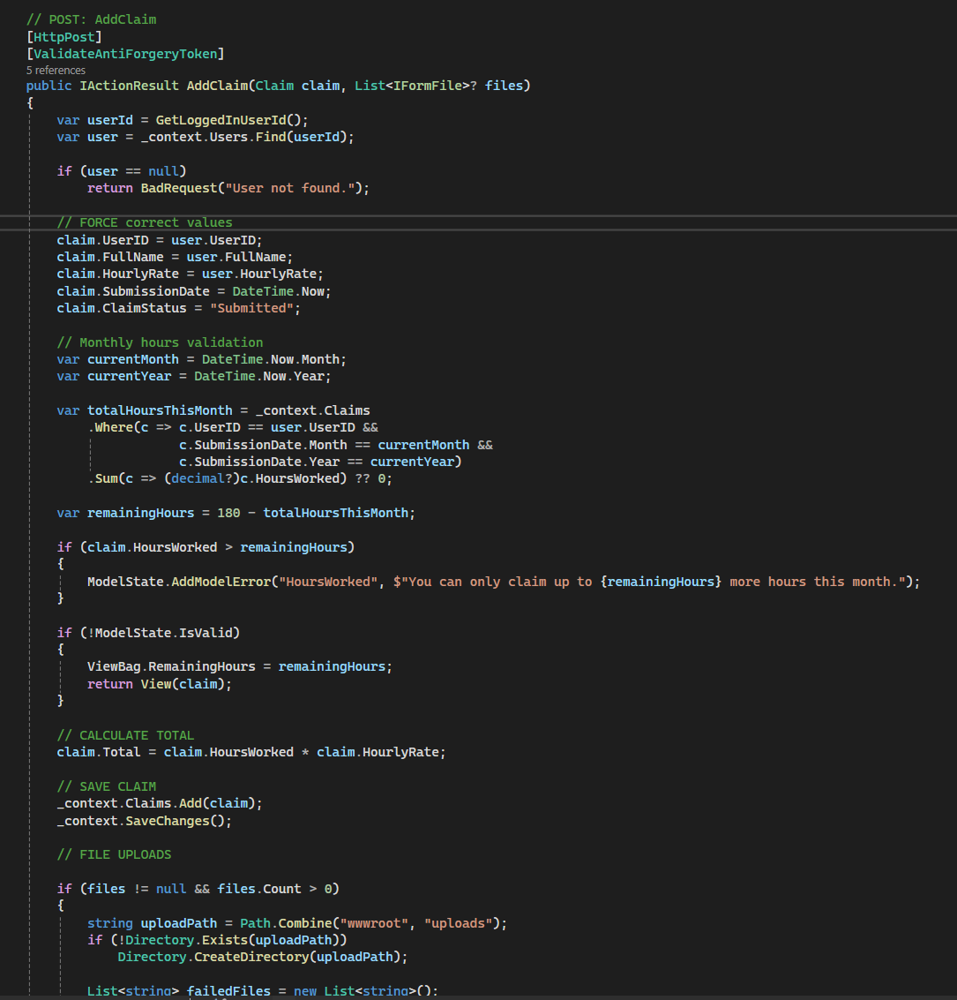 // POST: AddClaim
[HttpPost]
[ValidateAntiForgeryToken]
5 references
public IActionResult AddClaim(Claim claim, List<IFormFile>? files)
{
var userId = GetLoggedInUserId();
var user = _context.Users.Find(userId);
if (user == null)
return BadRequest("User not found.");
// FORCE correct values
claim.UserID = user.UserID;
claim.FullName = user.FullName;
claim.HourlyRate = user.HourlyRate;
claim.SubmissionDate = DateTime.Now;
claim.ClaimStatus = "Submitted";
// Monthly hours validation
var currentMonth = DateTime.Now.Month;
var currentYear = DateTime.Now.Year;
var totalHoursThisMonth = _context.Claims
.Where(c => c.UserID == user.UserID &&
c.SubmissionDate.Month == currentMonth &&
c.SubmissionDate.Year == currentYear)
.Sum(c => (decimal?)c.HoursWorked) ?? 0;
var remainingHours = 180 - totalHoursThisMonth;
if (claim.HoursWorked > remainingHours)
{
ModelState.AddModelError("HoursWorked", $"You can only claim up to {remainingHours} more hours this month.");
}
if (!ModelState.IsValid)
{
ViewBag.RemainingHours = remainingHours;
return View(claim);
}
// CALCULATE TOTAL
claim.Total = claim.HoursWorked * claim.HourlyRate;
// SAVE CLAIM
_context.Claims.Add(claim);
_context.SaveChanges();
// FILE UPLOADS
if (files != null && files.Count > 0)
{
string uploadPath = Path.Combine("wwwroot", "uploads");
if (!Directory.Exists(uploadPath))
Directory.CreateDirectory(uploadPath);
List<string> failedFiles = new List<string>();